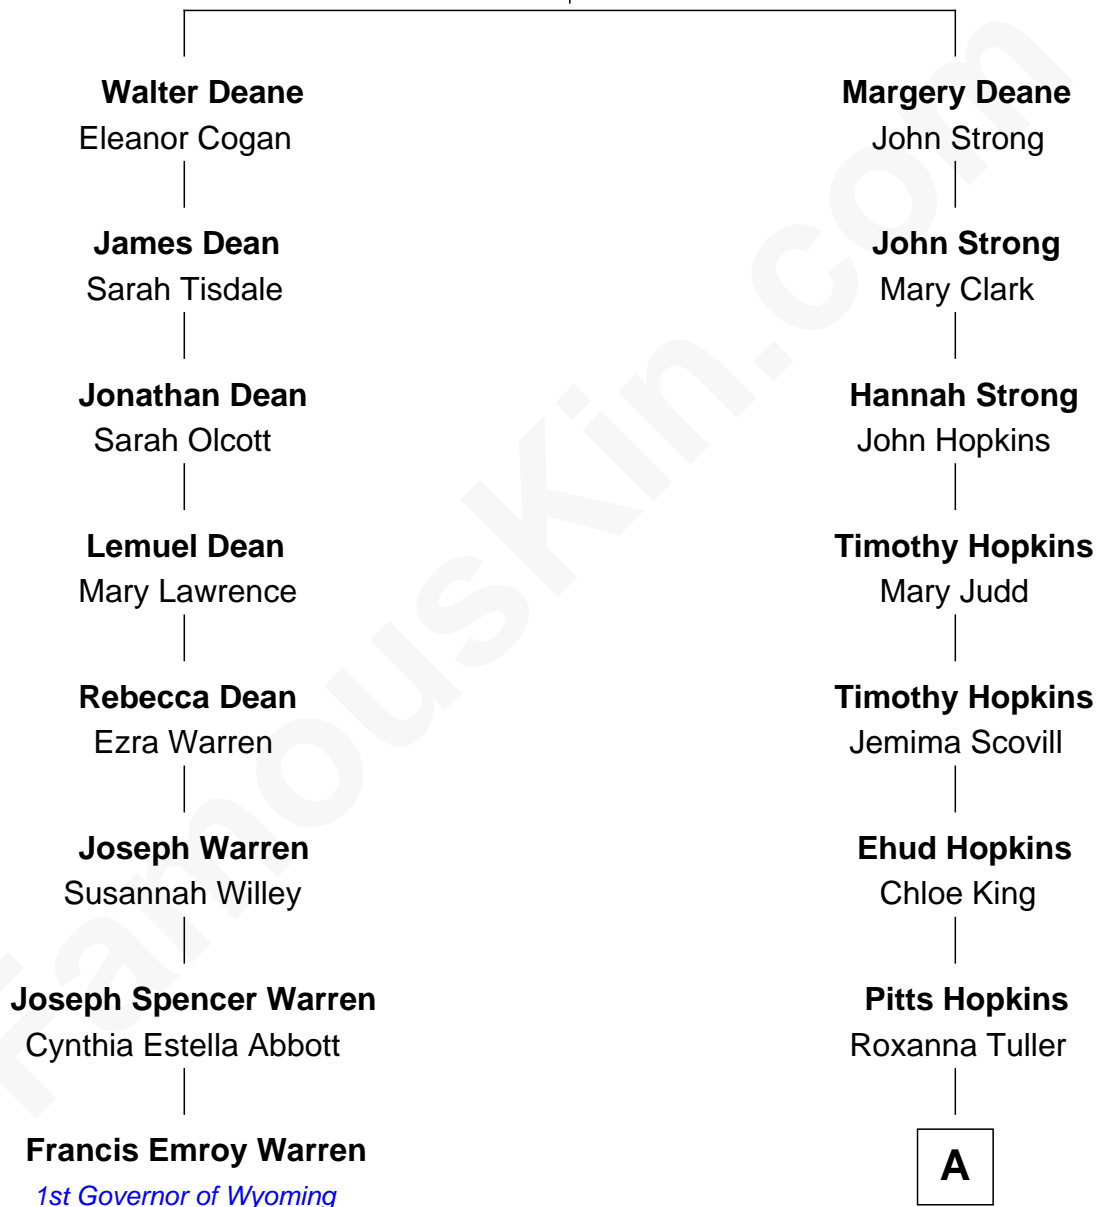 Walter Deane
Eleanor Cogan
James Dean
Sarah Tisdale
Jonathan Dean
Sarah Olcott
Lemuel Dean
Mary Lawrence
Rebecca Dean
Ezra Warren
Joseph Warren
Susannah Willey
Joseph Spencer Warren
Cynthia Estella Abbott
Francis Emroy Warren
1st Governor of Wyoming
Margery Deane
John Strong
John Strong
Mary Clark
Hannah Strong
John Hopkins
Timothy Hopkins
Mary Judd
Timothy Hopkins
Jemima Scovill
Ehud Hopkins
Chloe King
Pitts Hopkins
Roxanna Tuller
A
FamousKin.com